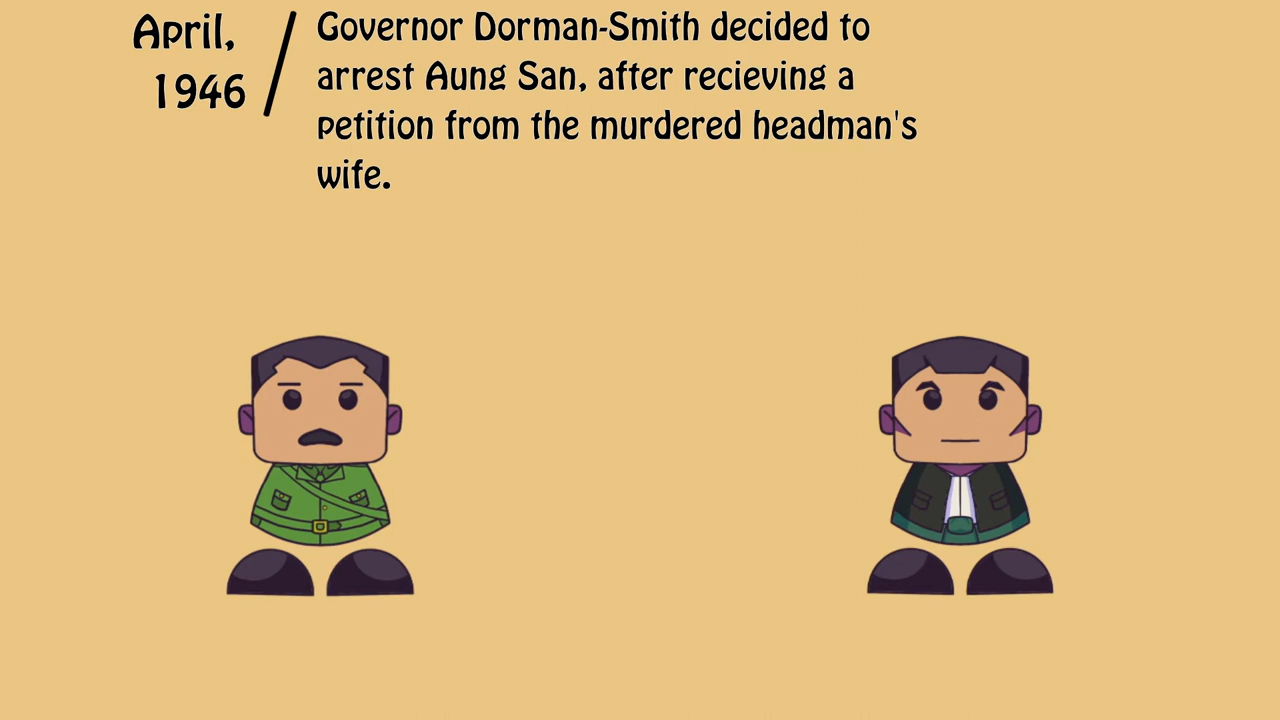 April,
1946
Governor Dorman-Smith decided to
arrest Aung San, after recieving a
petition from the murdered headman's
wife.